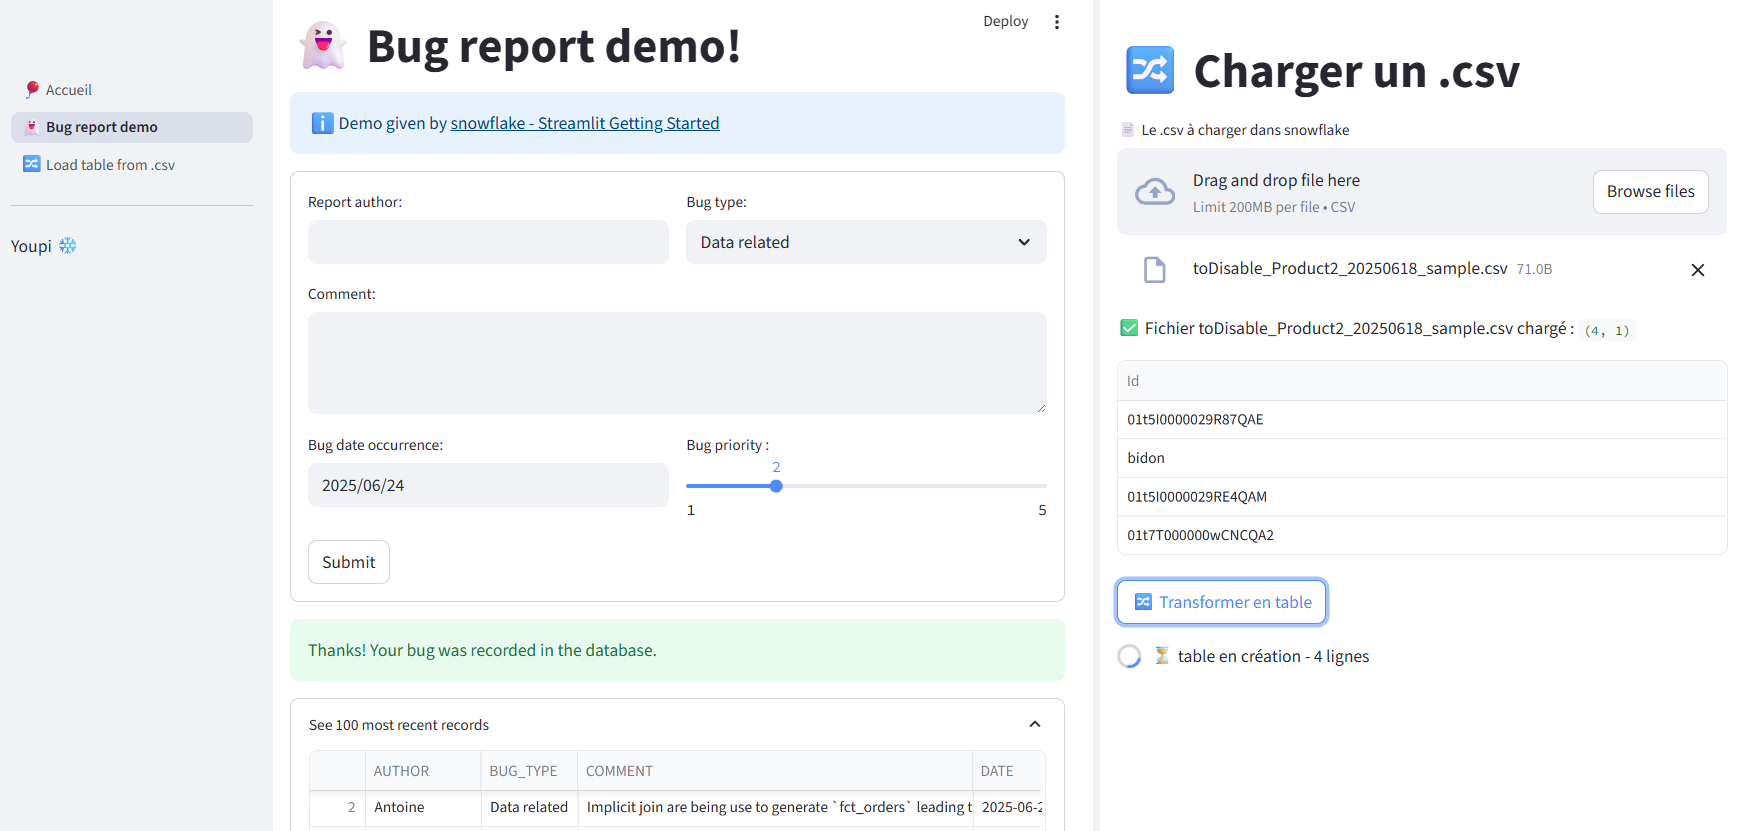 Accueil
Bug report demo
Load table from .csv
Youpi
Deploy
Bug report demo!
Demo given by snowflake - Streamlit Getting Started
Report author:
Bug type:
Data related
Comment:
Bug date occurrence:
Bug priority :
2
2025/06/24
1
5
Submit
Thanks! Your bug was recorded in the database.
See 100 most recent records
AUTHOR BUG_TYPE COMMENT DATE
2 Antoine Data related Implicit join are being use to generate `fct_orders` leading t 2025-06-2
Charger un .csv
Le .csv à charger dans snowflake
Drag and drop file here
Limit 200MB per file • CSV
Browse files
toDisable_Product2_20250618_sample.csv 71.0B
Fichier toDisable_Product2_20250618_sample.csv chargé : (4, 1)
Id
01t5I0000029R87QAE
bidon
01t5I0000029RE4QAM
01t7T000000wCNCQA2
Transformer en table
table en création - 4 lignes